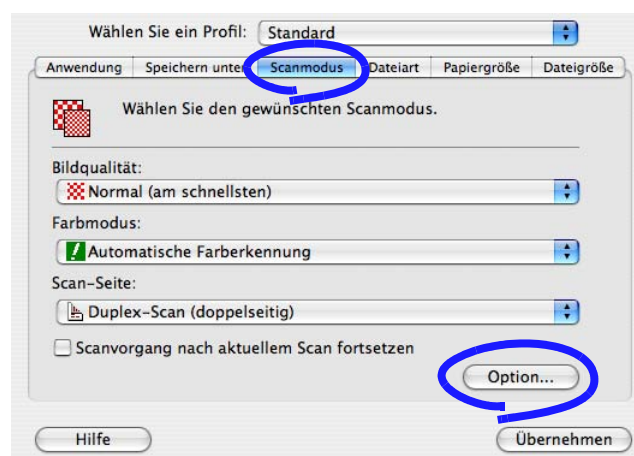 Wählen Sie ein Profil: Standard
Anwendung Speichern unter Scanmodus Dateiart Papiergröße Dateigröße
Wählen Sie den gewünschten Scanmodus.
Bildqualität:
Normal (am schnellsten)
Farbmodus:
Automatische Farberkennung
Scan-Seite:
Duplex-Scan (doppelseitig)
Scanvorgang nach aktuellem Scan fortsetzen
Option...
Hilfe Übernehmen